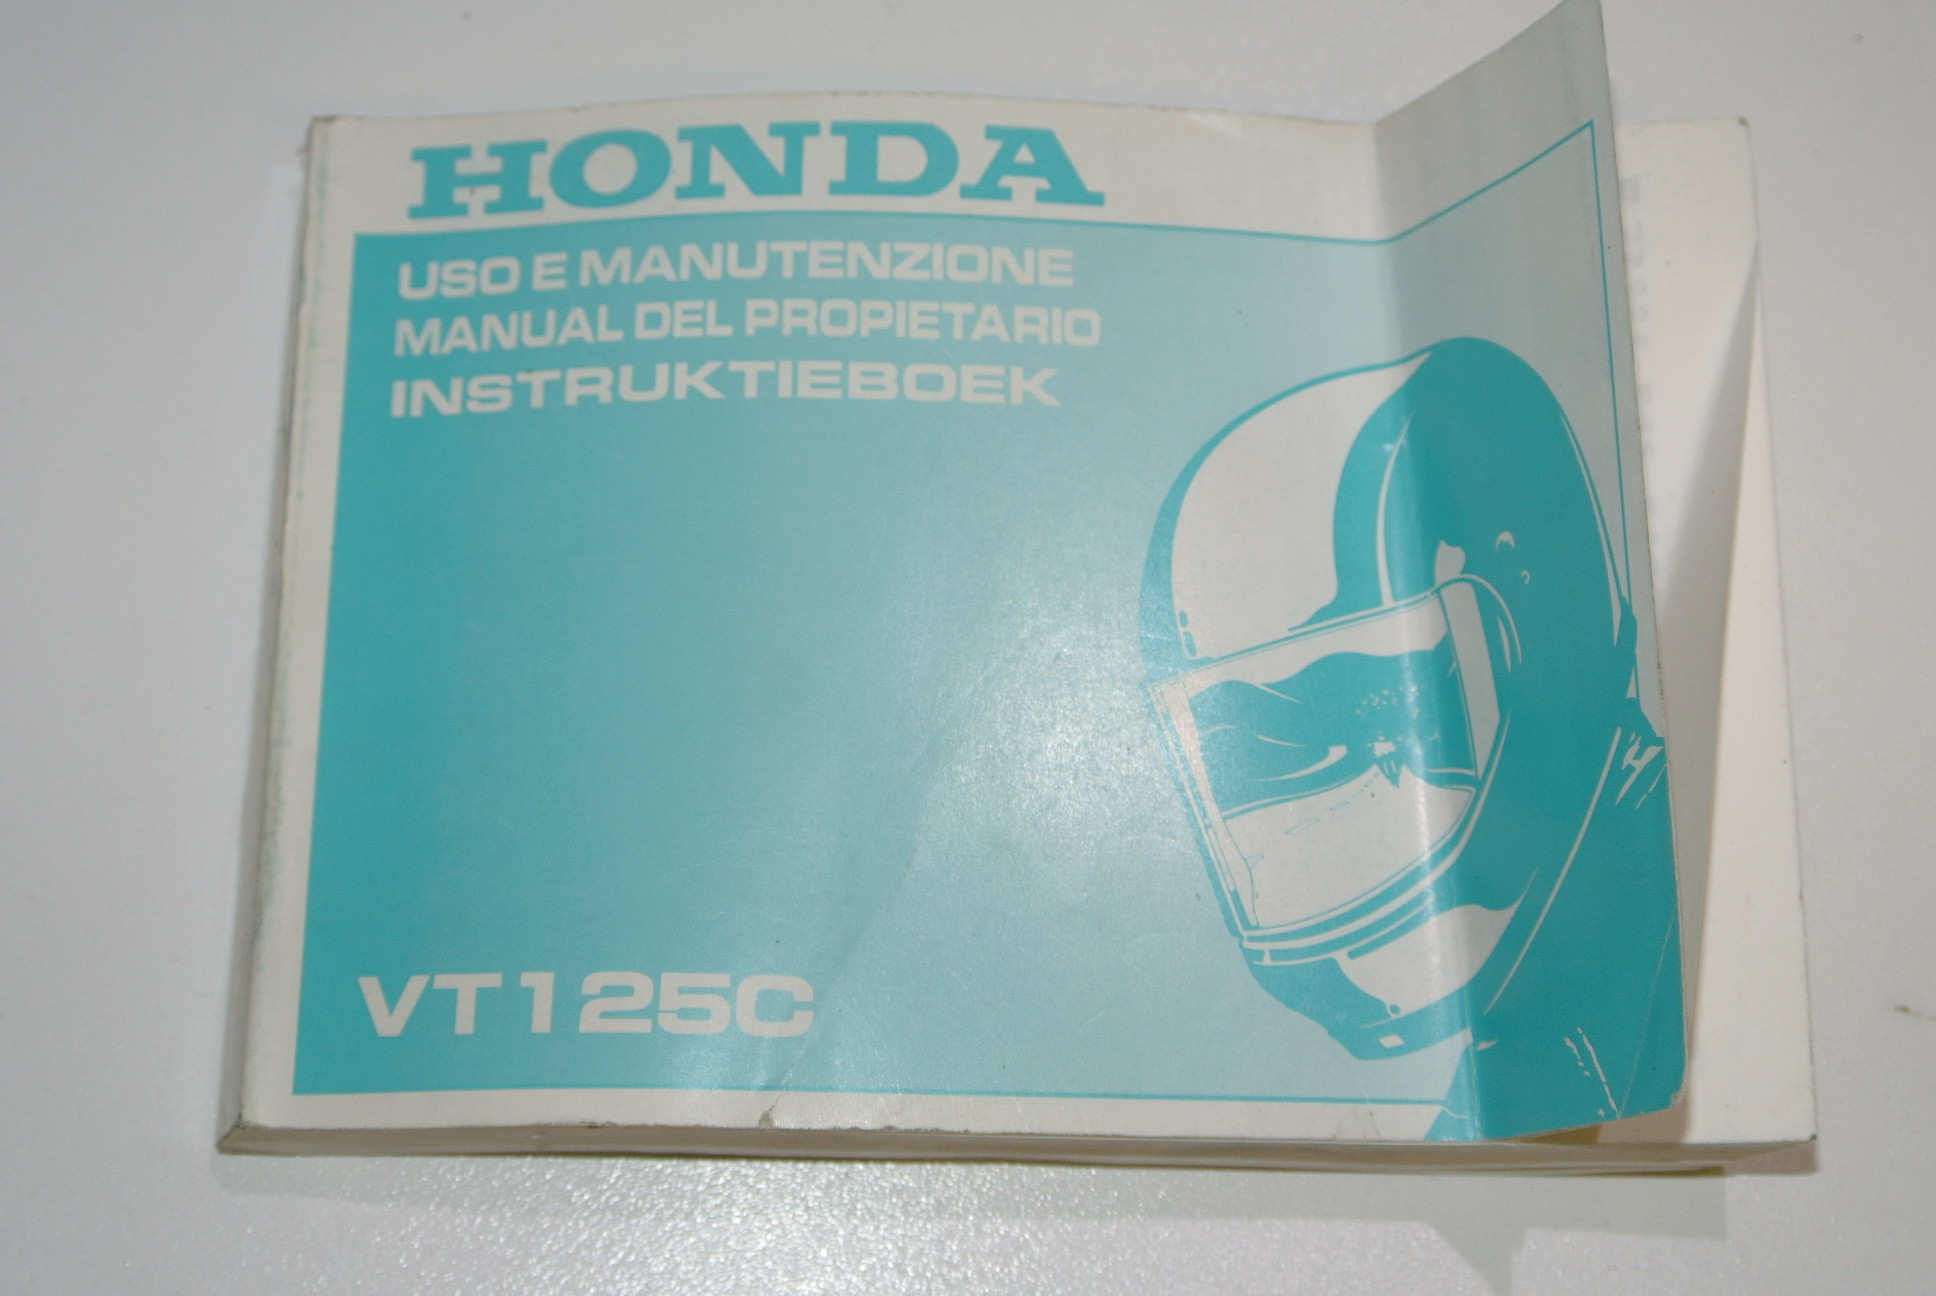 HONDA
USO E MANUTENZIONE
MANUAL DEL PROPIETARIO
INSTRUKTIEBOEK
VT125C